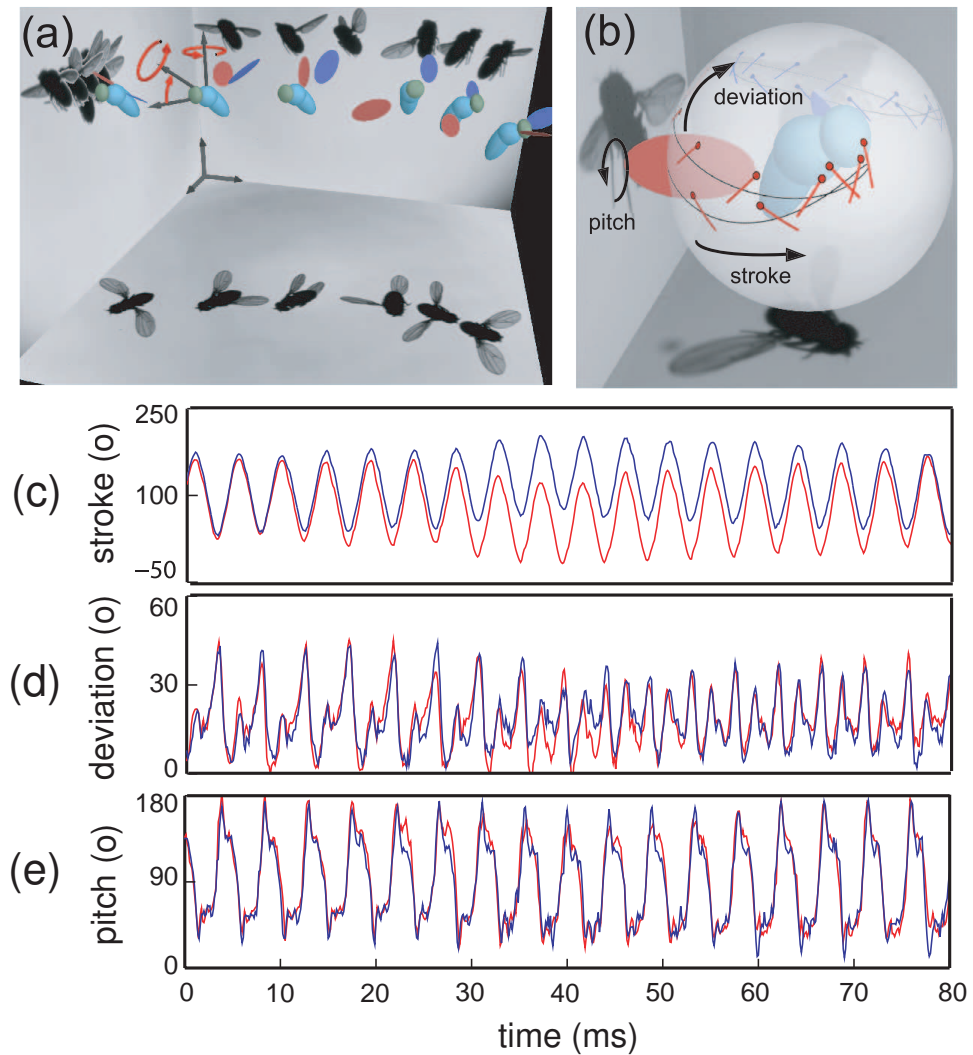 (a)
(b)
deviation
pitch
stroke
(c)
stroke (o)
250
100
–50
(d)
deviation (o)
60
30
0
(e)
pitch (o)
180
90
0
0 10 20 30 40 50 60 70 80
time (ms)